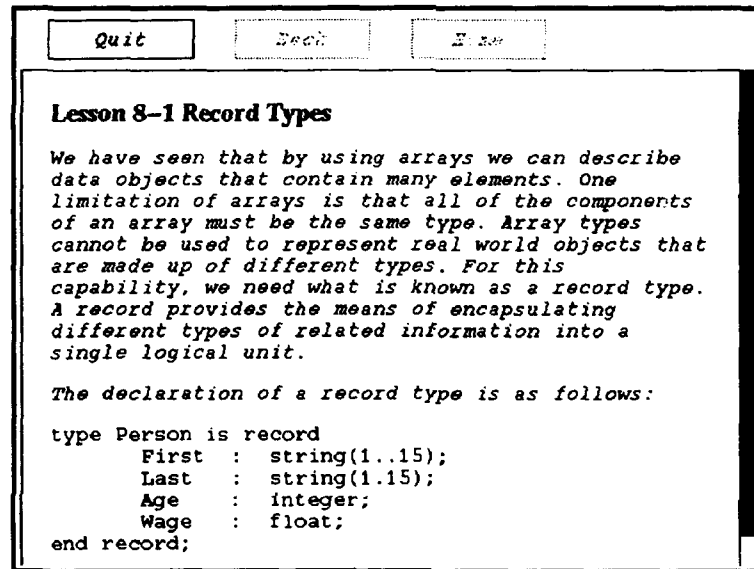 Quit
Lesson 8–1 Record Types
We have seen that by using arrays we can describe
data objects that contain many elements. One
limitation of arrays is that all of the components
of an array must be the same type. Array types
cannot be used to represent real world objects that
are made up of different types. For this
capability, we need what is known as a record type.
A record provides the means of encapsulating
different types of related information into a
single logical unit.
The declaration of a record type is as follows:
type Person is record
First : string(1..15);
Last : string(1.15);
Age : integer;
Wage : float;
end record;